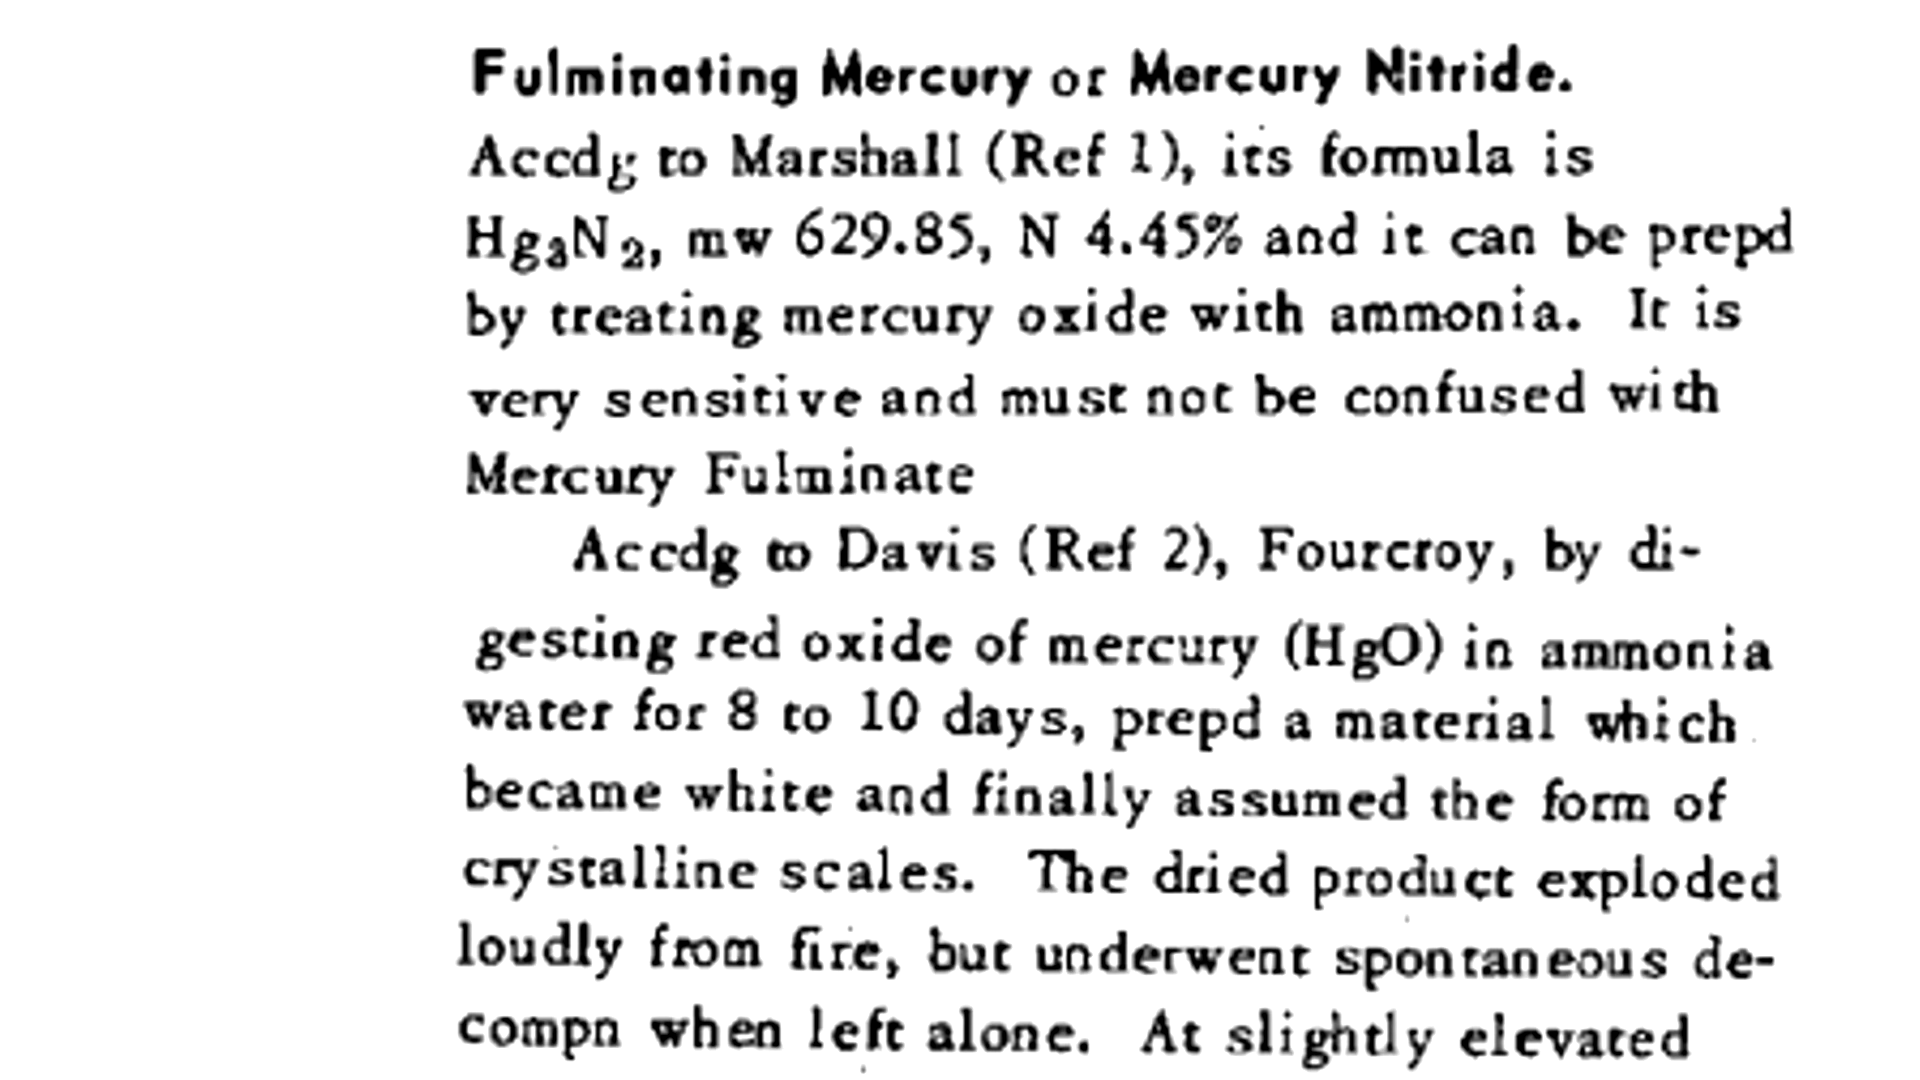 Fulminating Mercury or Mercury Nitride.
Accdg to Marshall (Ref 1), its formula is
Hg₃N₂, mw 629.85, N 4.45% and it can be prepd
by treating mercury oxide with ammonia. It is
very sensitive and must not be confused with
Mercury Fulminate
Accdg to Davis (Ref 2), Fourcroy, by di-
gesting red oxide of mercury (HgO) in ammonia
water for 8 to 10 days, prepd a material which
became white and finally assumed the form of
crystalline scales. The dried product exploded
loudly from fire, but underwent spontaneous de-
compn when left alone. At slightly elevated